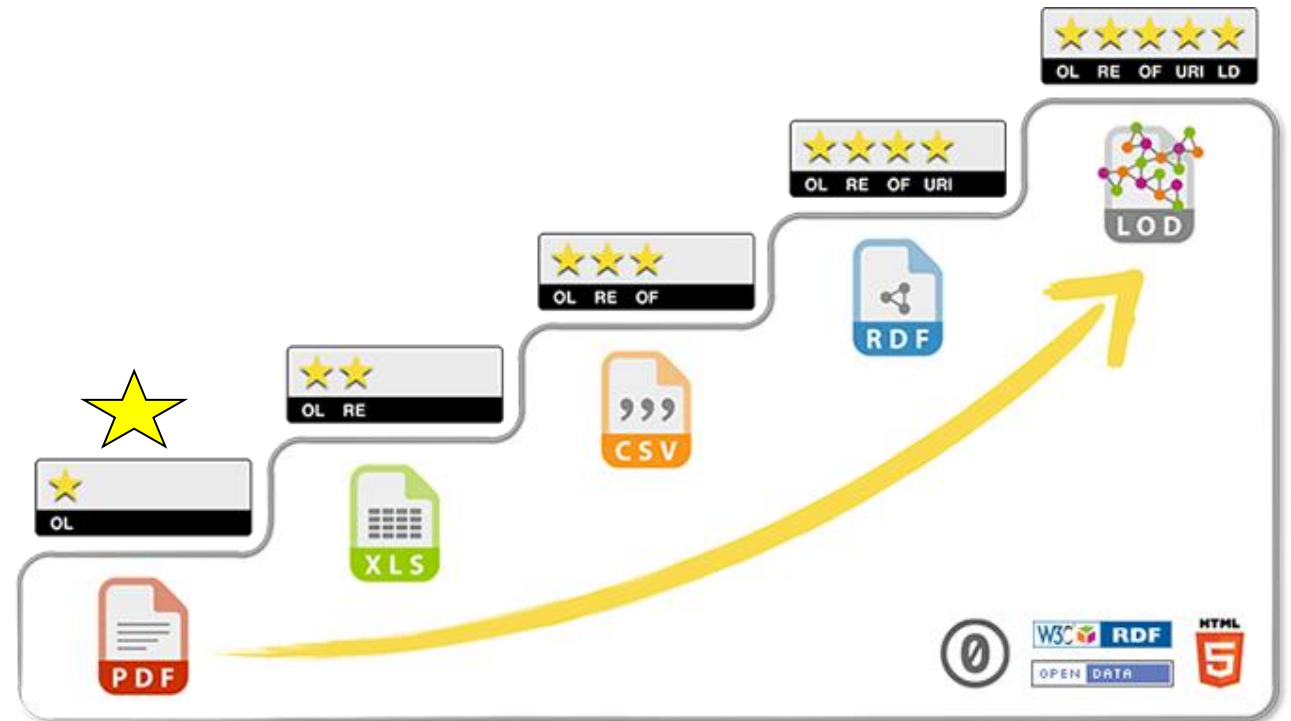 OL RE OF URI LD
LOD
OL RE OF URI
RDF
OL RE OF
CSV
OL RE
XLS
OL
PDF
0
W3C RDF
OPEN DATA
HTML
5